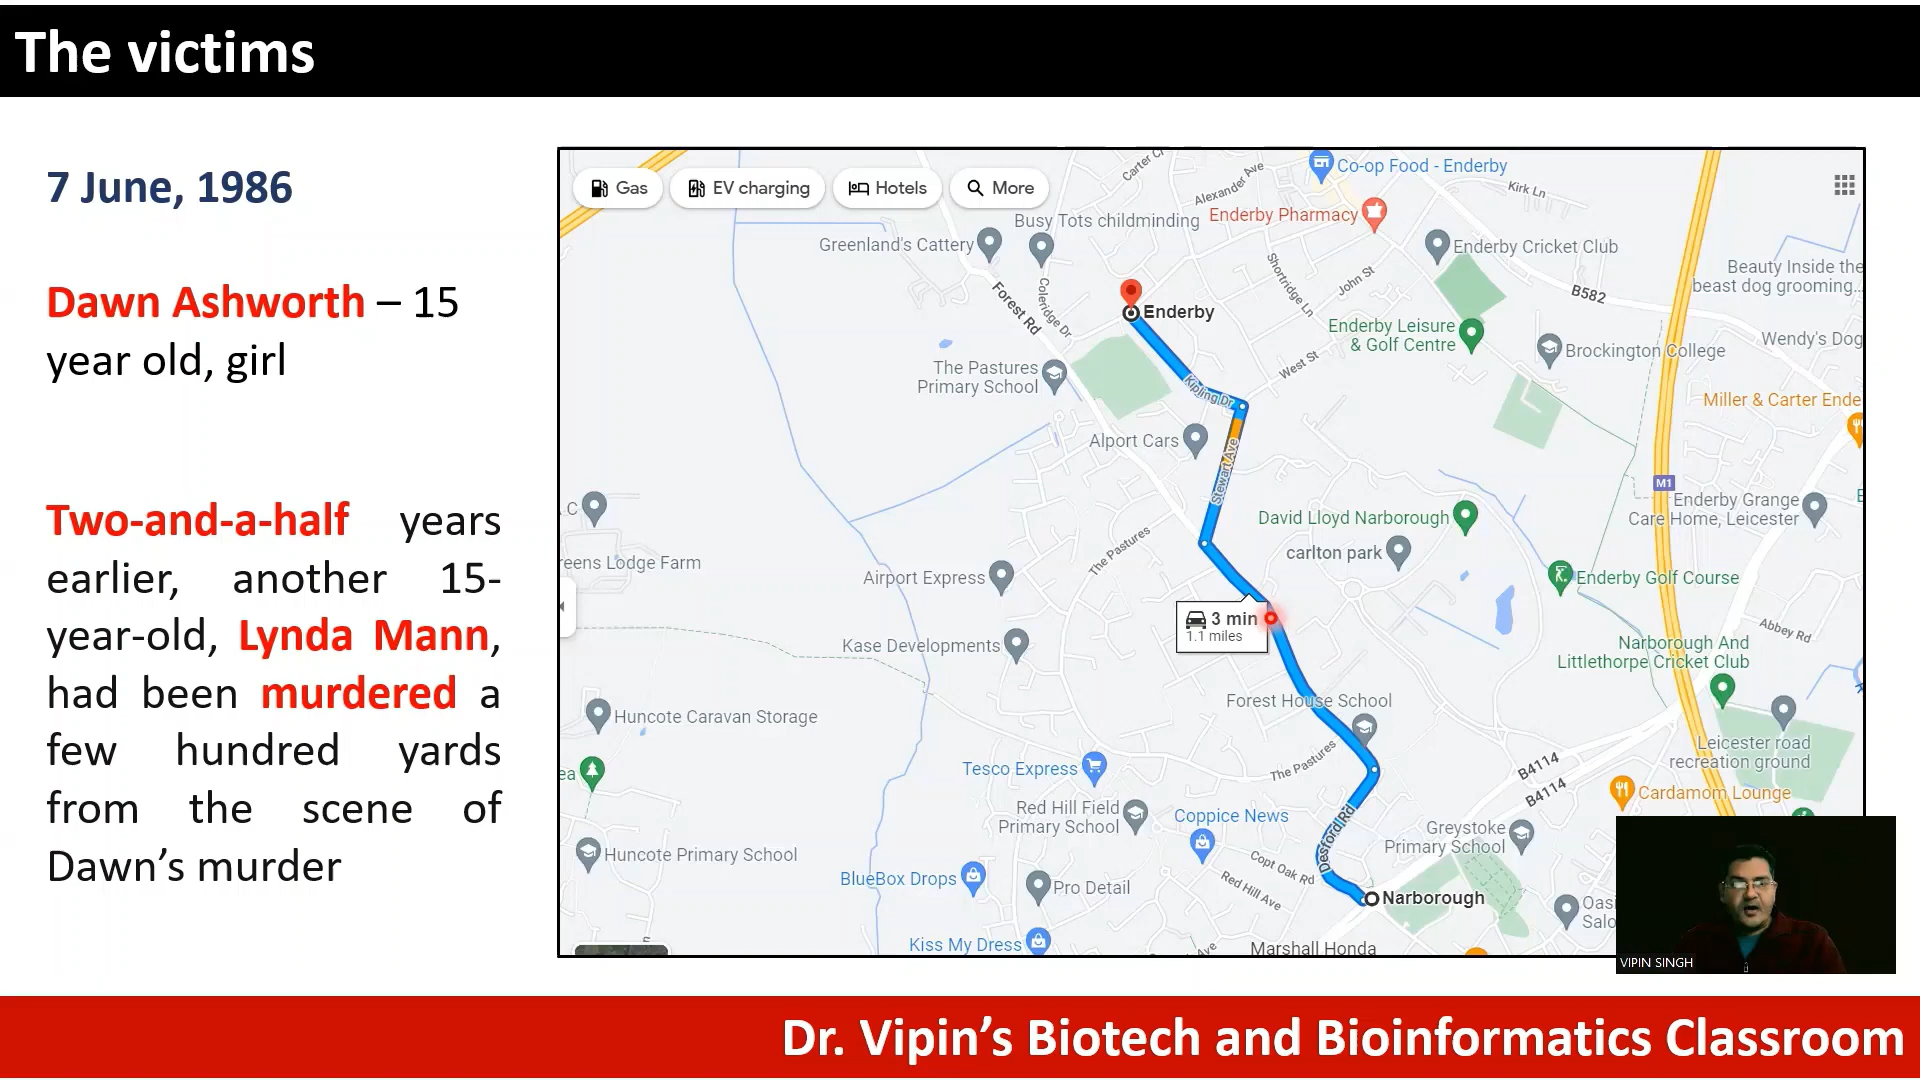 The victims
7 June, 1986
Dawn Ashworth – 15
year old, girl
Two-and-a-half years
earlier, another 15-
year-old, Lynda Mann,
had been murdered a
few hundred yards
from the scene of
Dawn’s murder
Gas
EV charging
Hotels
More
Carter C
Alexander Ave
Co-op Food - Enderby
Kirk Ln
Busy Tots childminding
Enderby Pharmacy
Greenland's Cattery
Enderby Cricket Club
Forest Rd
Coleridge Dr
Shortridge Ln
John St
B582
Beauty Inside the
beast dog grooming...
Enderby
Enderby Leisure
& Golf Centre
Wendy's Dog
Brockington College
The Pastures
Primary School
West St
Kipling Dr
Miller & Carter Ende
Alport Cars
Stewart Ave
M1
Enderby Grange
Care Home, Leicester
E
C
David Lloyd Narborough
carlton park
The Pastures
reens Lodge Farm
Airport Express
Enderby Golf Course
3 min
1.1 miles
Abbey Rd
Kase Developments
Narborough And
Littlethorpe Cricket Club
Forest House School
Huncote Caravan Storage
Leicester road
recreation ground
The Pastures
B4114
B4114
ea
Tesco Express
Cardamom Lounge
Red Hill Field
Primary School
Coppice News
Desford Rd
Greystoke
Primary School
Huncote Primary School
Copt Oak Rd
Red Hill Ave
BlueBox Drops
Pro Detail
Narborough
Oasi
Salo
Kiss My Dress
Ave
Marshall Honda
VIPIN SINGH
Dr. Vipin’s Biotech and Bioinformatics Classroom